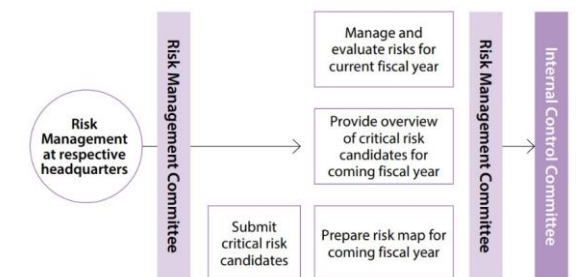 Risk
Management
at respective
headquarters
Risk Management Committee
Submit
critical risk
candidates
Manage and
evaluate risks for
current fiscal year
Provide overview
of critical risk
candidates for
coming fiscal year
Prepare risk map for
coming fiscal year
Risk Management Committee
Internal Control Committee